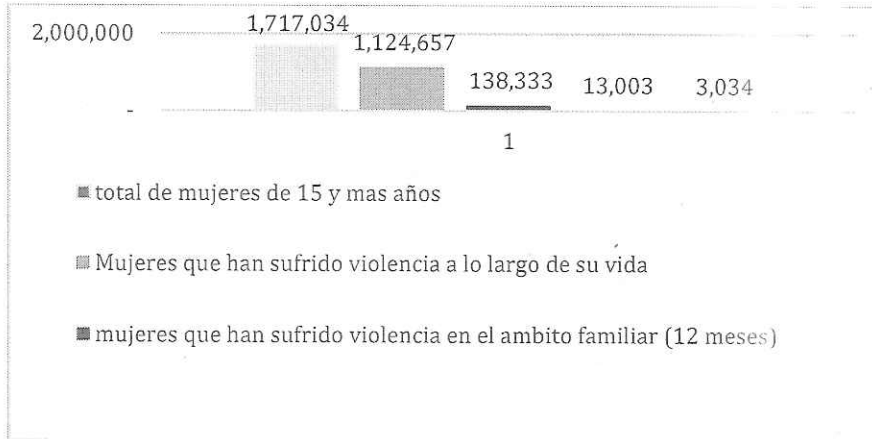 2,000,000
1,717,034
1,124,657
138,333 13,003 3,034
-
1
total de mujeres de 15 y mas años
Mujeres que han sufrido violencia a lo largo de su vida
mujeres que han sufrido violencia en el ambito familiar (12 meses)